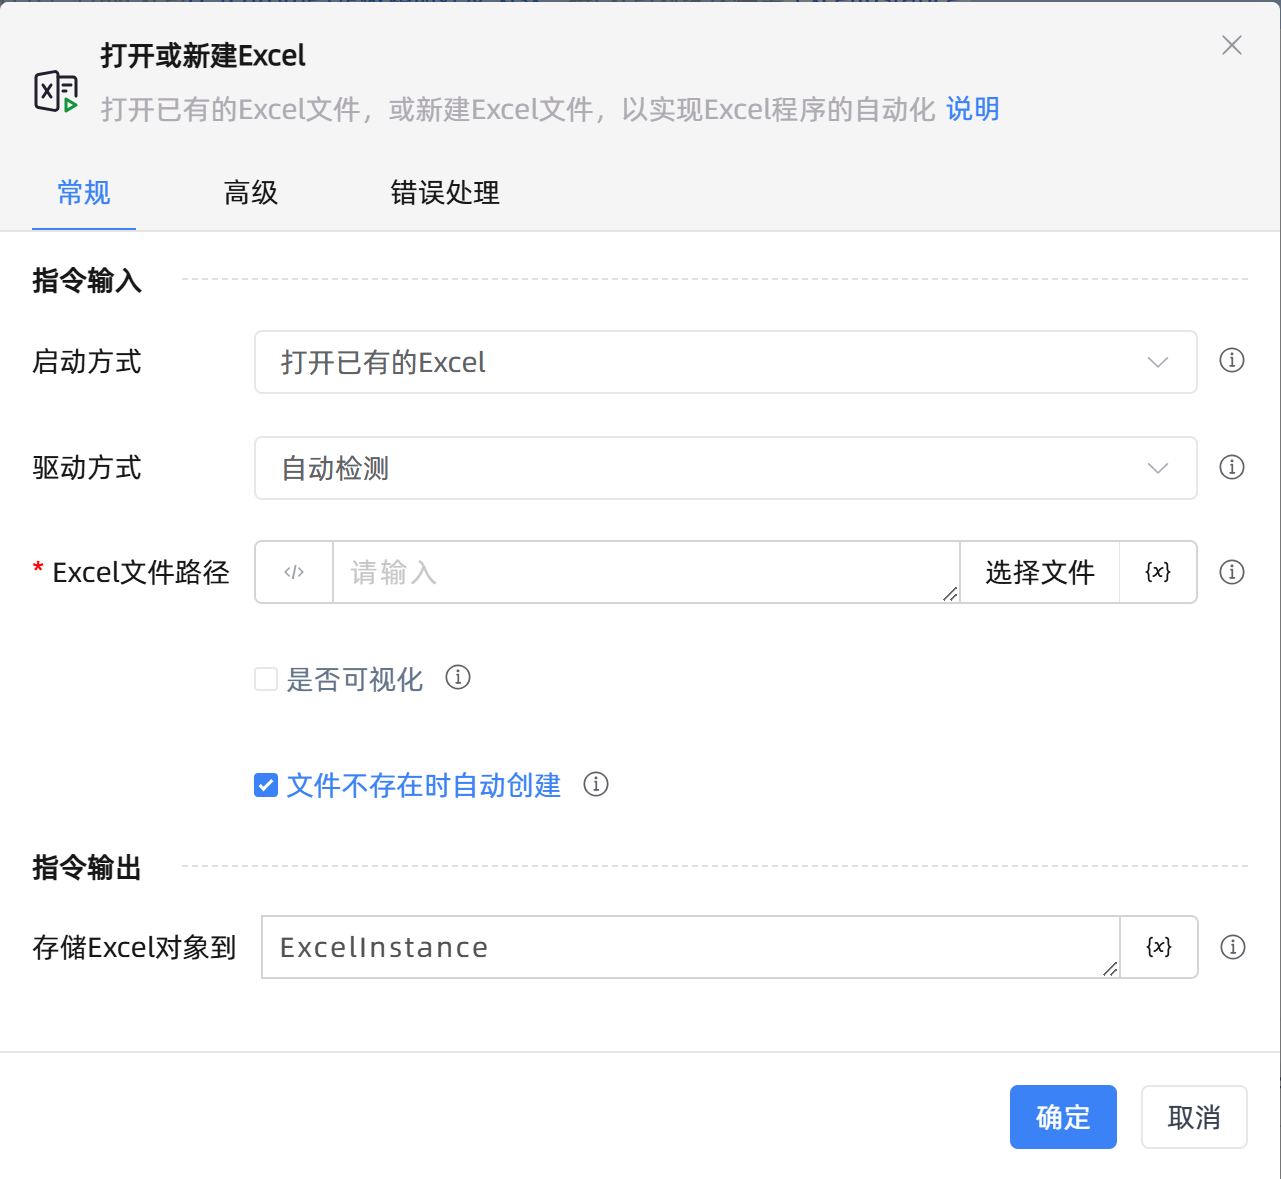 打开或新建Excel
打开已有的Excel文件，或新建Excel文件，以实现Excel程序的自动化 说明
常规 高级 错误处理
指令输入
启动方式 打开已有的Excel
驱动方式 自动检测
* Excel文件路径 </> 请输入 选择文件 {x}
是否可视化
文件不存在时自动创建
指令输出
存储Excel对象到 ExcelInstance {x}
确定 取消